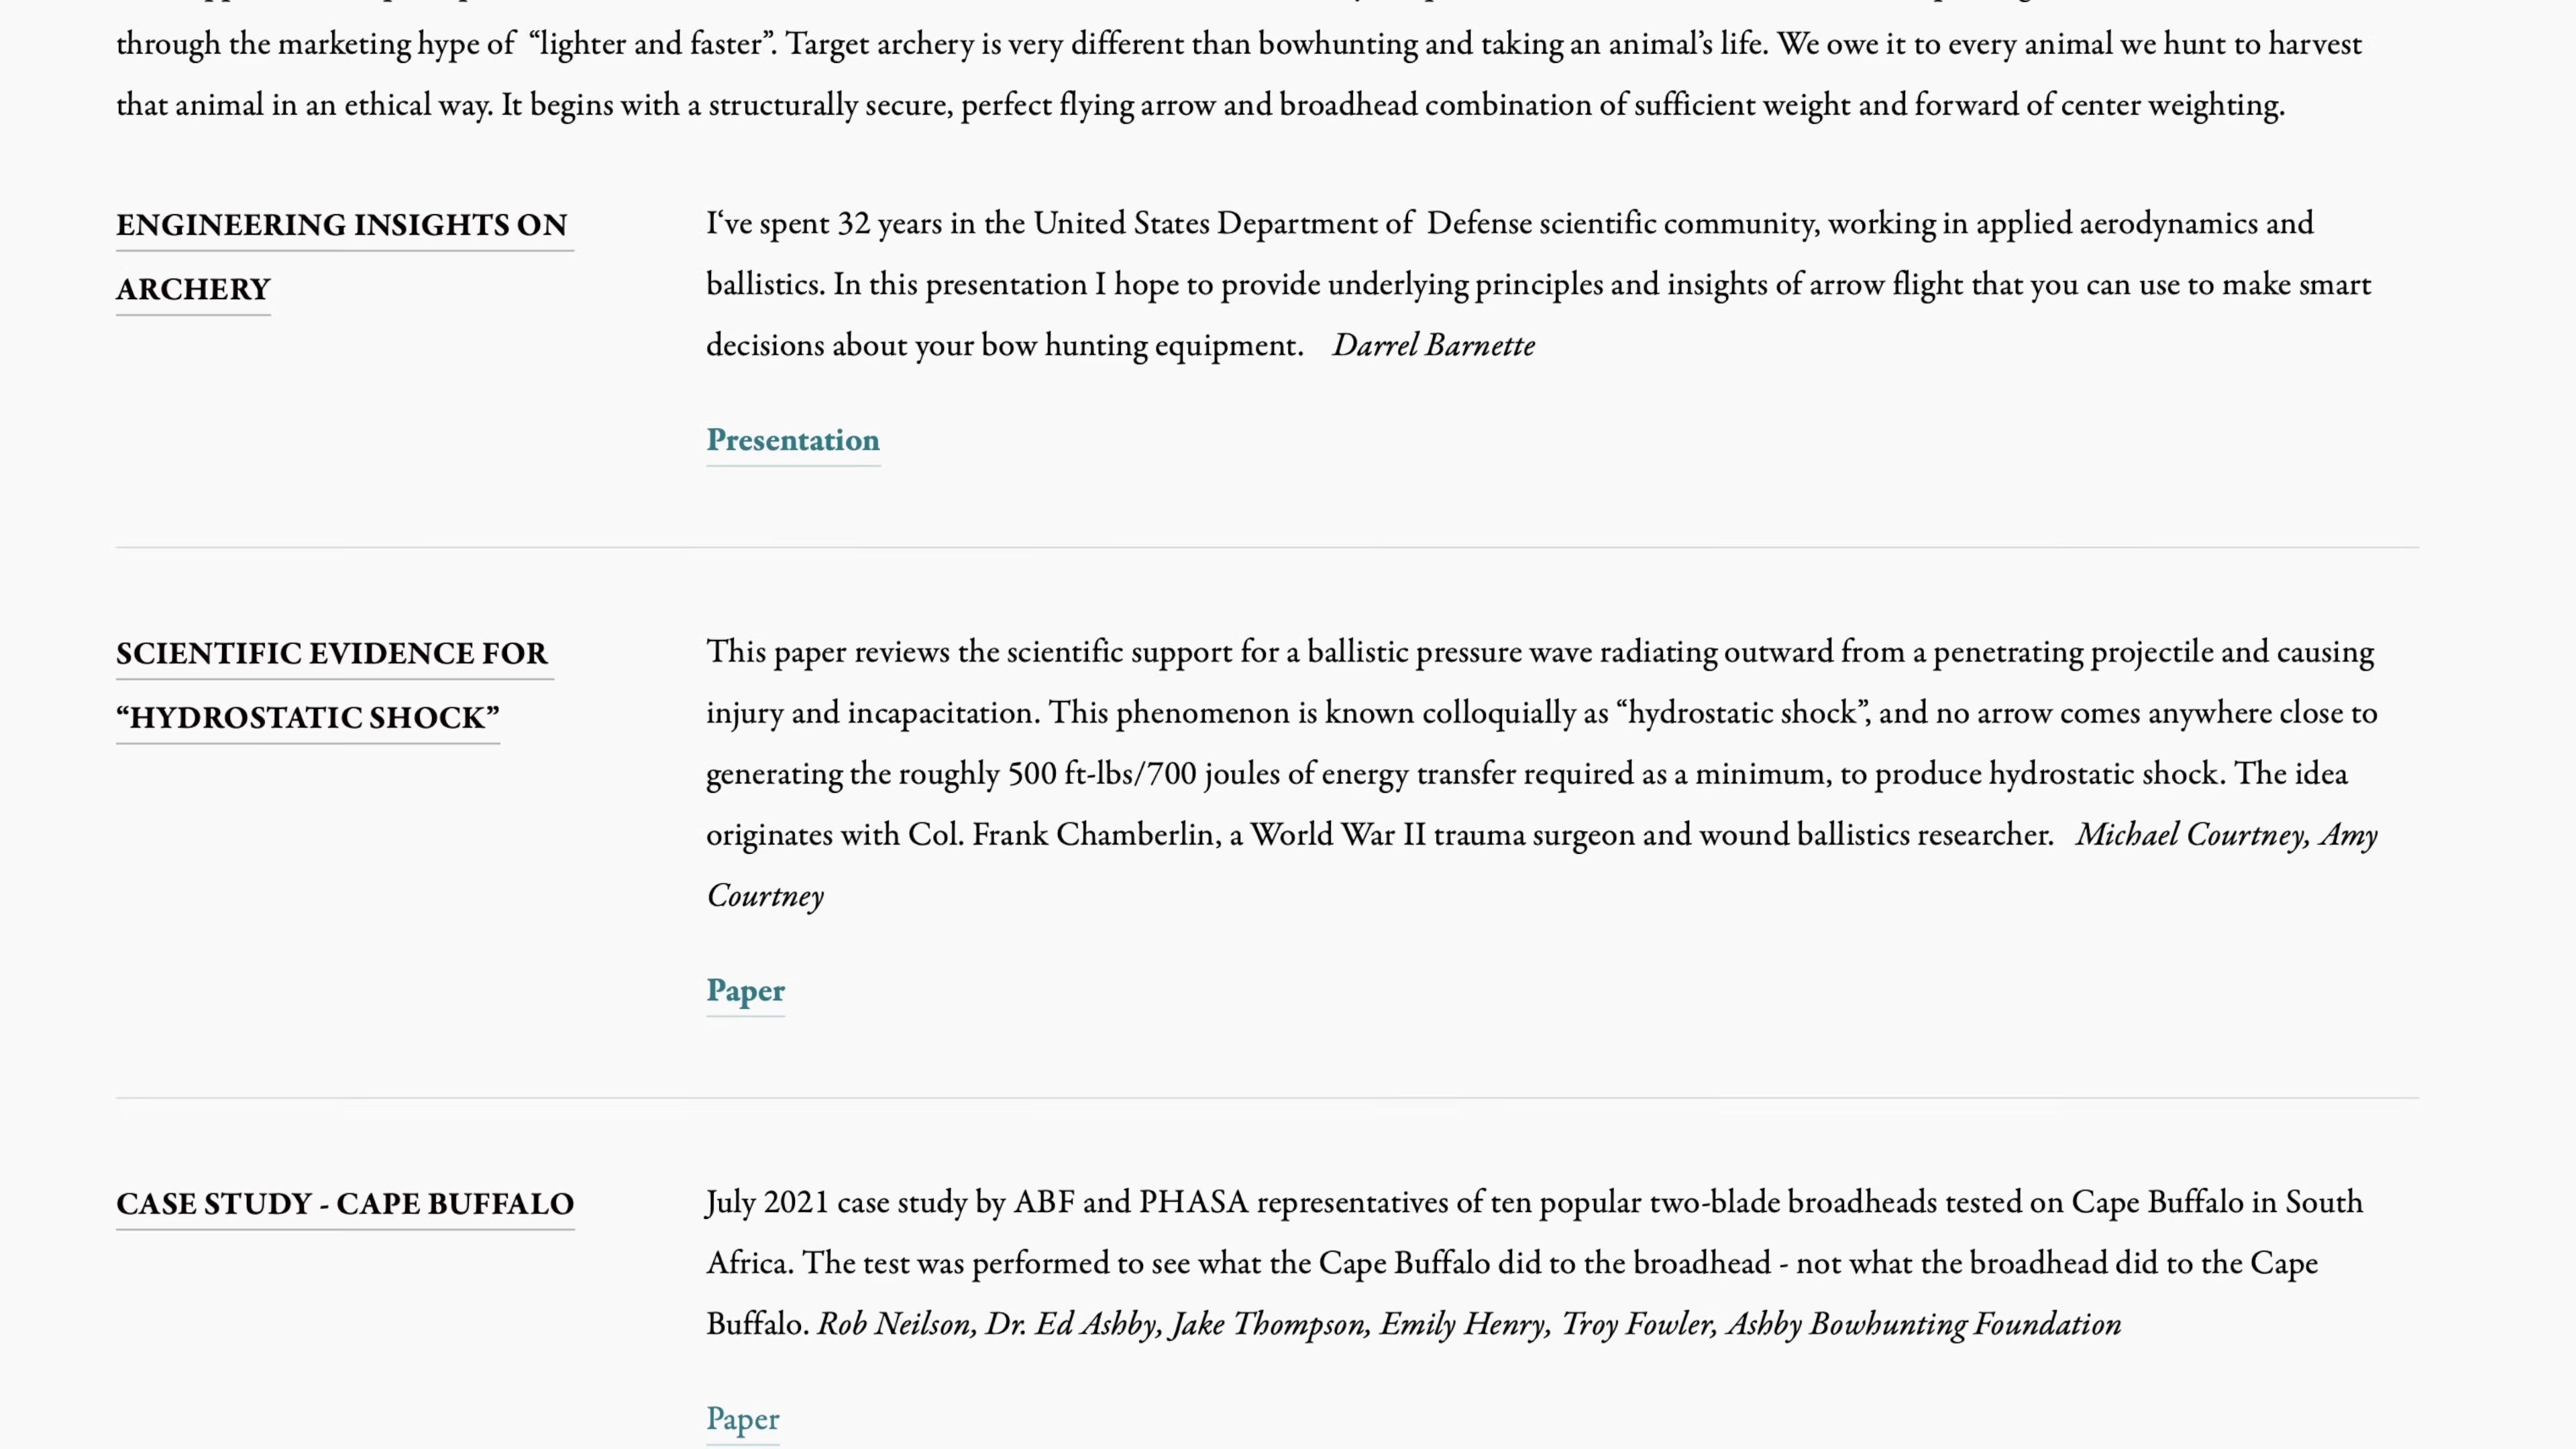 through the marketing hype of “lighter and faster”. Target archery is very different than bowhunting and taking an animal’s life. We owe it to every animal we hunt to harvest
that animal in an ethical way. It begins with a structurally secure, perfect flying arrow and broadhead combination of sufficient weight and forward of center weighting.
ENGINEERING INSIGHTS ON
ARCHERY
I‘ve spent 32 years in the United States Department of Defense scientific community, working in applied aerodynamics and
ballistics. In this presentation I hope to provide underlying principles and insights of arrow flight that you can use to make smart
decisions about your bow hunting equipment. Darrel Barnette
Presentation
SCIENTIFIC EVIDENCE FOR
“HYDROSTATIC SHOCK”
This paper reviews the scientific support for a ballistic pressure wave radiating outward from a penetrating projectile and causing
injury and incapacitation. This phenomenon is known colloquially as “hydrostatic shock”, and no arrow comes anywhere close to
generating the roughly 500 ft-lbs/700 joules of energy transfer required as a minimum, to produce hydrostatic shock. The idea
originates with Col. Frank Chamberlin, a World War II trauma surgeon and wound ballistics researcher. Michael Courtney, Amy
Courtney
Paper
CASE STUDY - CAPE BUFFALO
July 2021 case study by ABF and PHASA representatives of ten popular two-blade broadheads tested on Cape Buffalo in South
Africa. The test was performed to see what the Cape Buffalo did to the broadhead - not what the broadhead did to the Cape
Buffalo. Rob Neilson, Dr. Ed Ashby, Jake Thompson, Emily Henry, Troy Fowler, Ashby Bowhunting Foundation
Paper